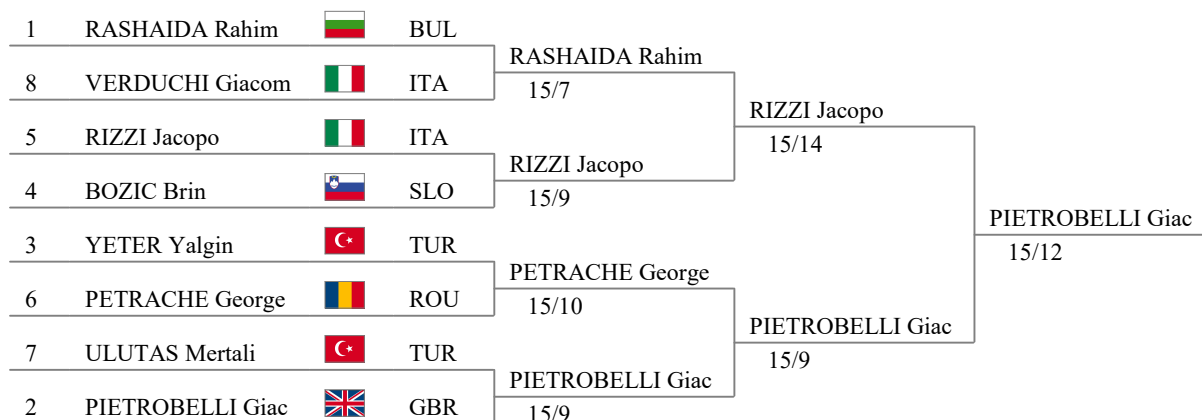 1 RASHAIDA Rahim BUL
RASHAIDA Rahim
8 VERDUCHI Giacom ITA
15/7
RIZZI Jacopo
5 RIZZI Jacopo ITA
15/14
RIZZI Jacopo
4 BOZIC Brin SLO
15/9
PIETROBELLI Giac
3 YETER Yalgin TUR
15/12
PETRACHE George
6 PETRACHE George ROU
15/10
PIETROBELLI Giac
7 ULUTAS Mertali TUR
15/9
PIETROBELLI Giac
2 PIETROBELLI Giac GBR
15/9